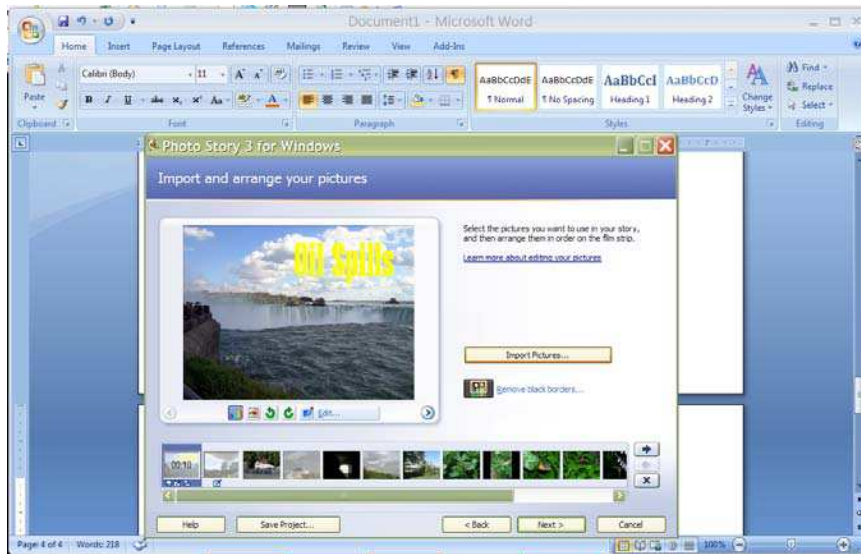 Document1 - Microsoft Word
Home Insert Page Layout References Mailings Review View Add-Ins
Calibri (Body) 11
Paste
B I U abc x, x' Aa A
AaBbCcDdE AaBbCcDdE AaBbCcI AaBbCcD
¶ Normal ¶ No Spacing Heading 1 Heading 2
Change Styles
Find
Replace
Select
Clipboard Font Paragraph Styles Editing
Photo Story 3 for Windows
Import and arrange your pictures
Oil Spills
Select the pictures you want to use in your story,
and then arrange them in order on the film strip.
Learn more about editing your pictures
Import Pictures...
Remove black borders...
Edit...
00:10
Help Save Project... < Back Next > Cancel
Page: 4 of 4 Words: 218 100%